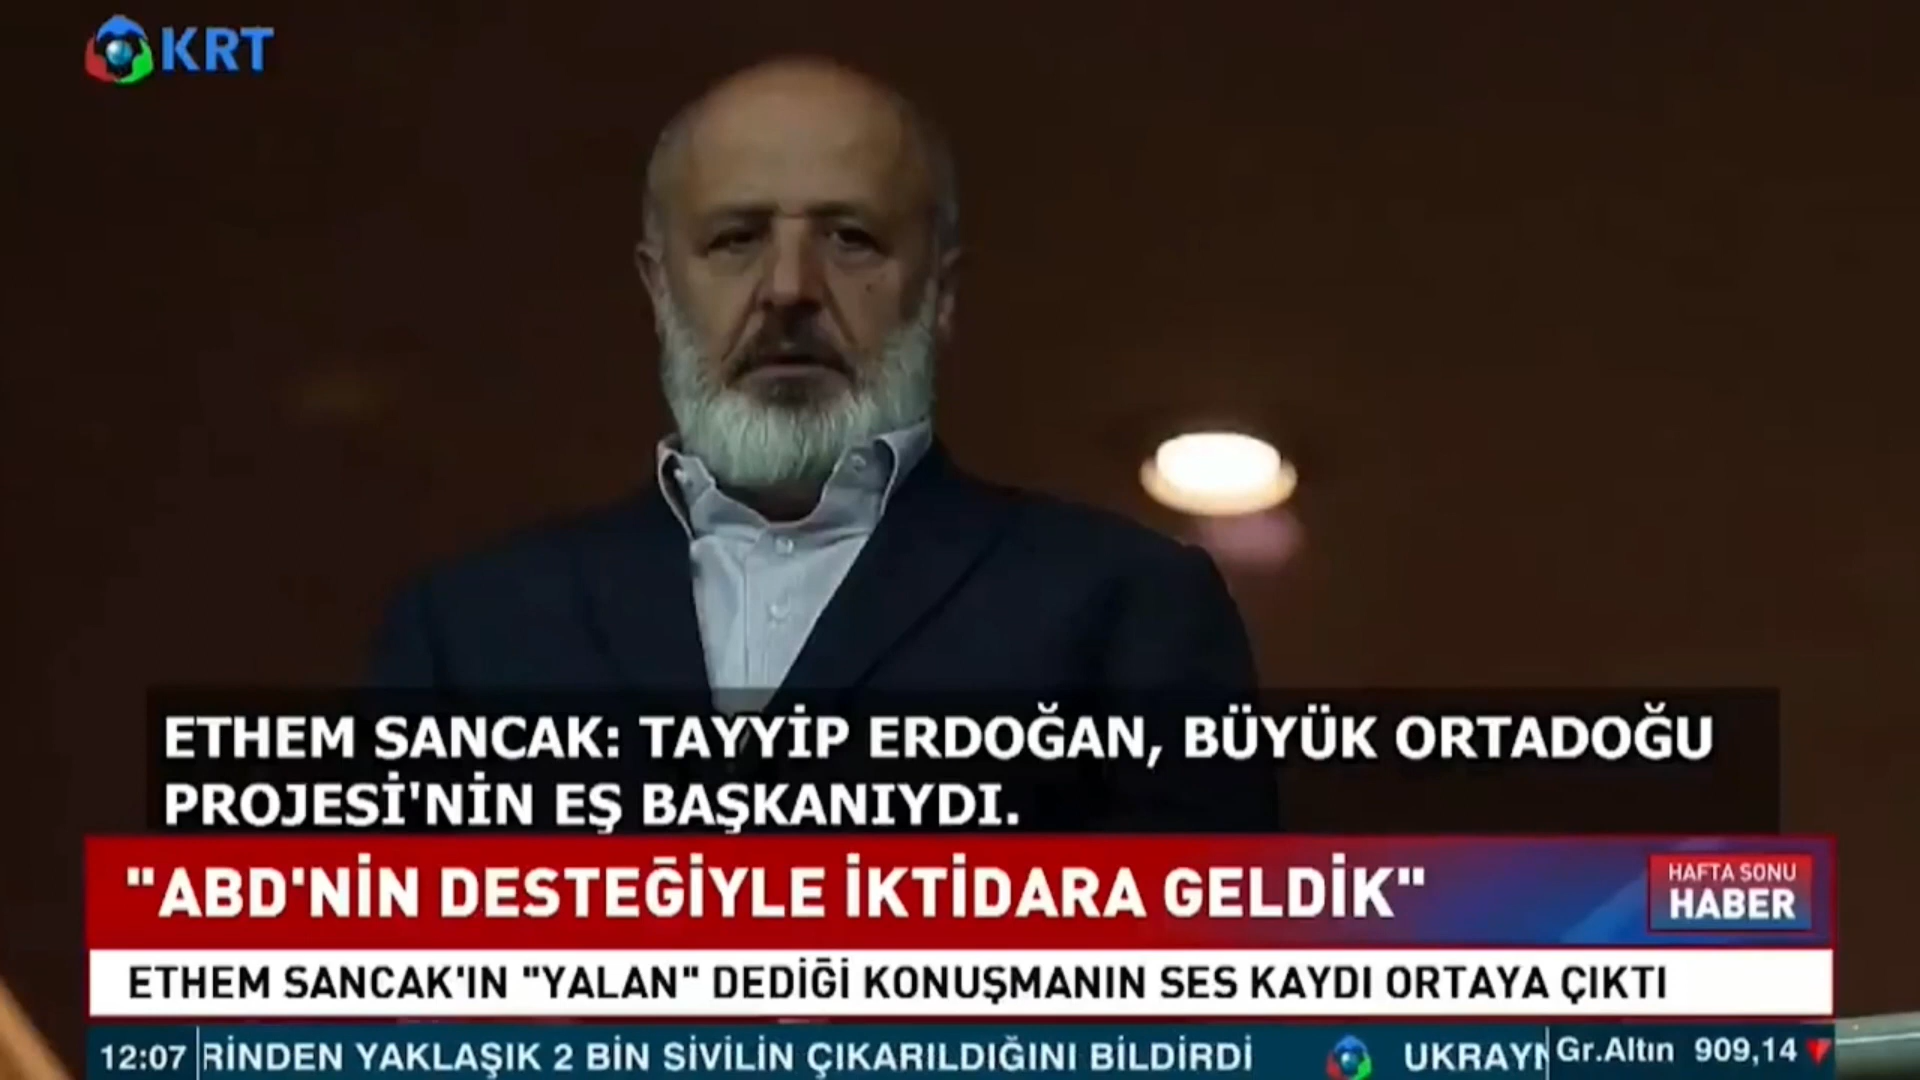 KRT
ETHEM SANCAK: TAYYİP ERDOĞAN, BÜYÜK ORTADOĞU
PROJESİ'NİN EŞ BAŞKANIYDI.
"ABD'NİN DESTEĞİYLE İKTİDARA GELDİK"
HAFTA SONU
HABER
ETHEM SANCAK'IN "YALAN" DEDİĞİ KONUŞMANIN SES KAYDI ORTAYA ÇIKTI
12:07 RİNDEN YAKLAŞIK 2 BİN SİVİLİN ÇIKARILDIĞINI BİLDİRDİ UKRAYN Gr.Altın 909,14